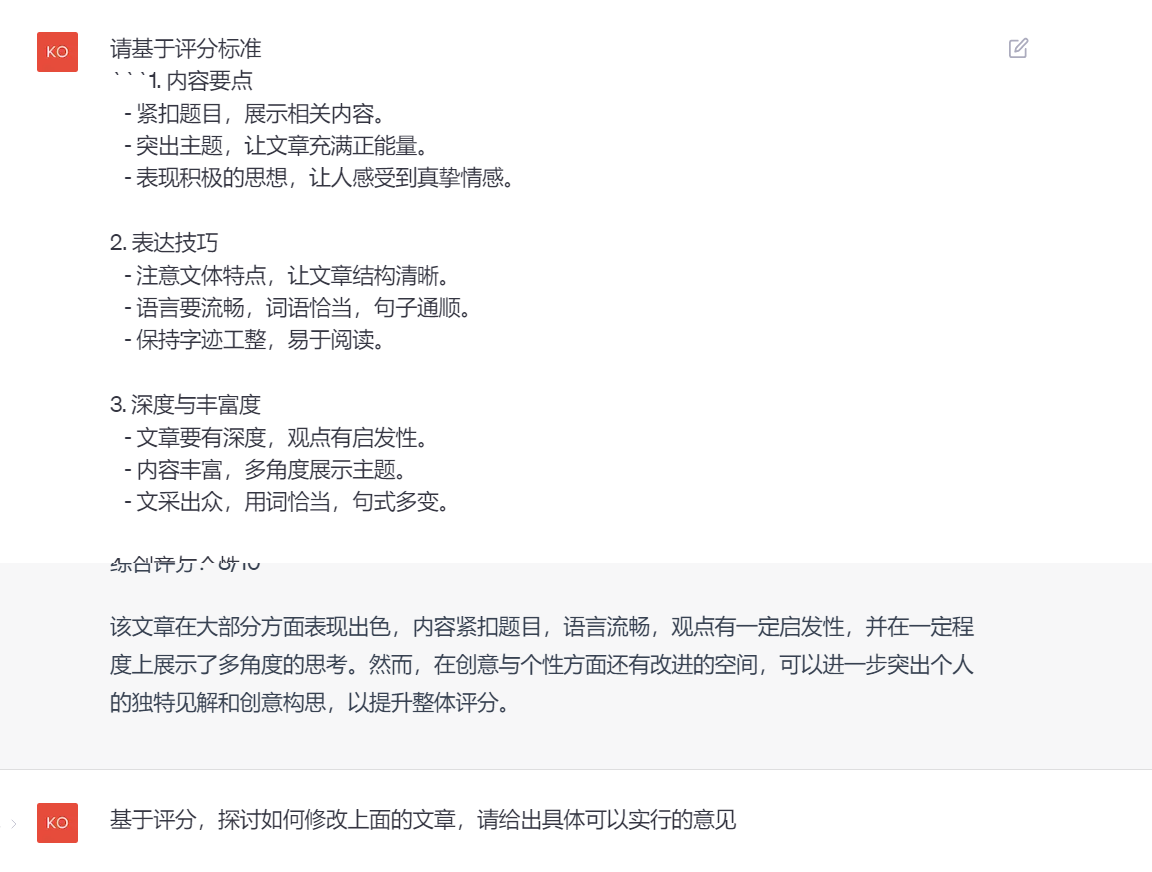 KO
请基于评分标准
```1. 内容要点
- 紧扣题目，展示相关内容。
- 突出主题，让文章充满正能量。
- 表现积极的思想，让人感受到真挚情感。
2. 表达技巧
- 注意文体特点，让文章结构清晰。
- 语言要流畅，词语恰当，句子通顺。
- 保持字迹工整，易于阅读。
3. 深度与丰富度
- 文章要有深度，观点有启发性。
- 内容丰富，多角度展示主题。
- 文采出众，用词恰当，句式多变。
该文章在大部分方面表现出色，内容紧扣题目，语言流畅，观点有一定启发性，并在一定程
度上展示了多角度的思考。然而，在创意与个性方面还有改进的空间，可以进一步突出个人
的独特见解和创意构思，以提升整体评分。
KO
基于评分，探讨如何修改上面的文章，请给出具体可以实行的意见